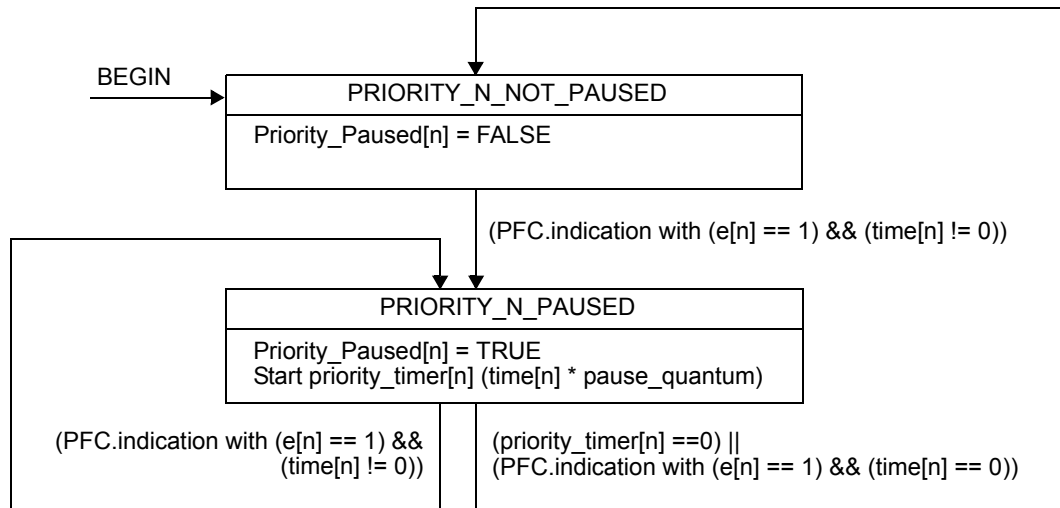 BEGIN
PRIORITY_N_NOT_PAUSED
Priority_Paused[n] = FALSE
(PFC.indication with (e[n] == 1) && (time[n] != 0))
PRIORITY_N_PAUSED
Priority_Paused[n] = TRUE
Start priority_timer[n] (time[n] * pause_quantum)
(PFC.indication with (e[n] == 1) &&
(time[n] != 0))
(priority_timer[n] ==0) ||
(PFC.indication with (e[n] == 1) && (time[n] == 0))